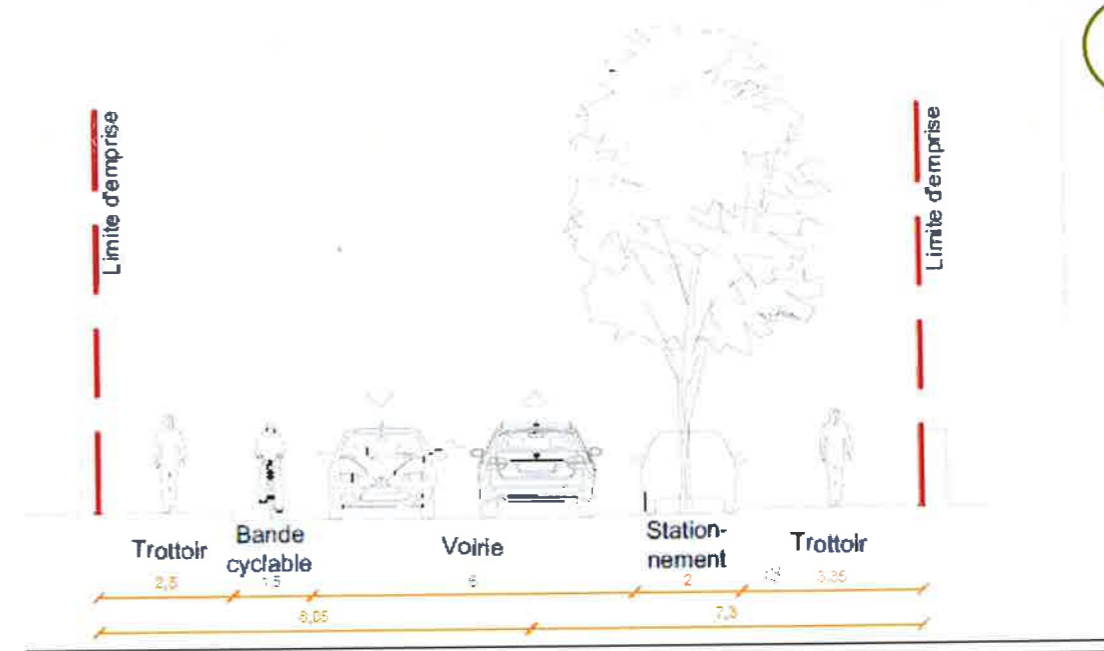 Limite d'emprise
Limite d'emprise
Trottoir
Bande
cyclable
Voirie
Station-
nement
Trottoir
2,5
1,5
6
2
3,35
8,05
7,3